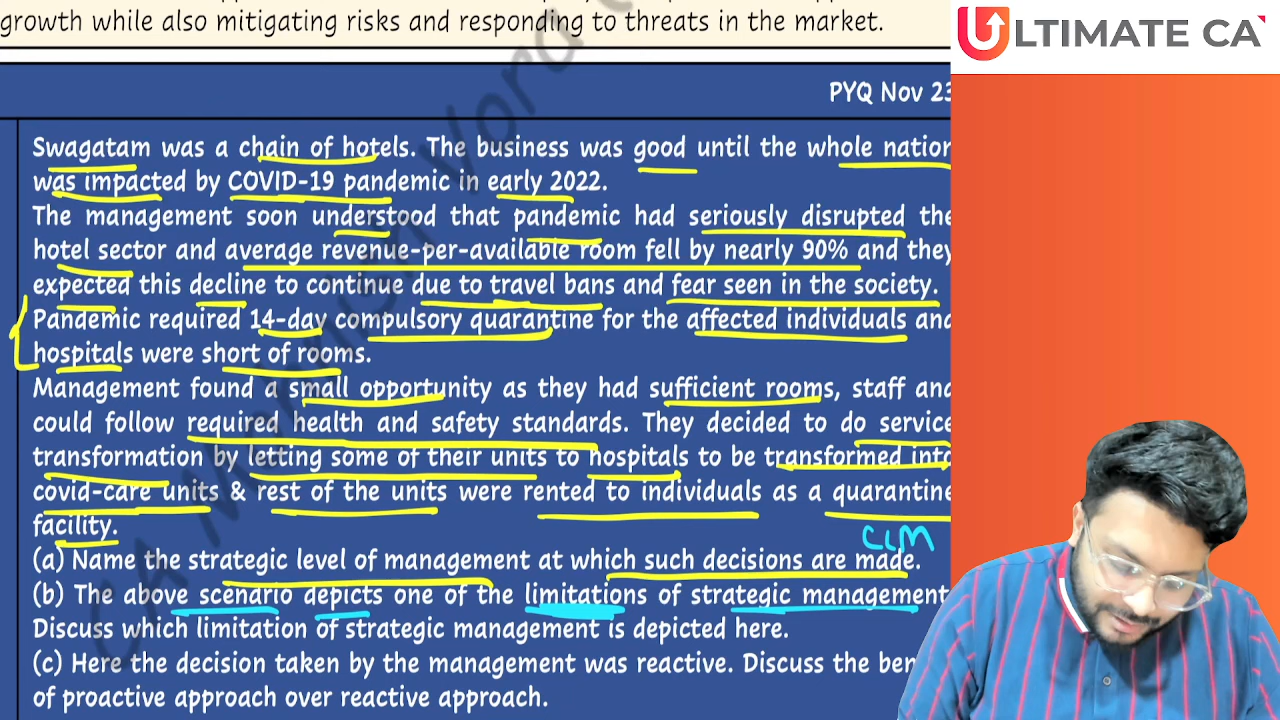 growth while also mitigating risks and responding to threats in the market.
ULTIMATE CA
PYQ Nov 23
Swagatam was a chain of hotels. The business was good until the whole nation
was impacted by COVID-19 pandemic in early 2022.
The management soon understood that pandemic had seriously disrupted the
hotel sector and average revenue-per-available room fell by nearly 90% and they
expected this decline to continue due to travel bans and fear seen in the society.
Pandemic required 14-day compulsory quarantine for the affected individuals and
hospitals were short of rooms.
Management found a small opportunity as they had sufficient rooms, staff and
could follow required health and safety standards. They decided to do service
transformation by letting some of their units to hospitals to be transformed into
covid-care units & rest of the units were rented to individuals as a quarantine
facility.
CLM
(a) Name the strategic level of management at which such decisions are made.
(b) The above scenario depicts one of the limitations of strategic management
Discuss which limitation of strategic management is depicted here.
(c) Here the decision taken by the management was reactive. Discuss the ben
of proactive approach over reactive approach.